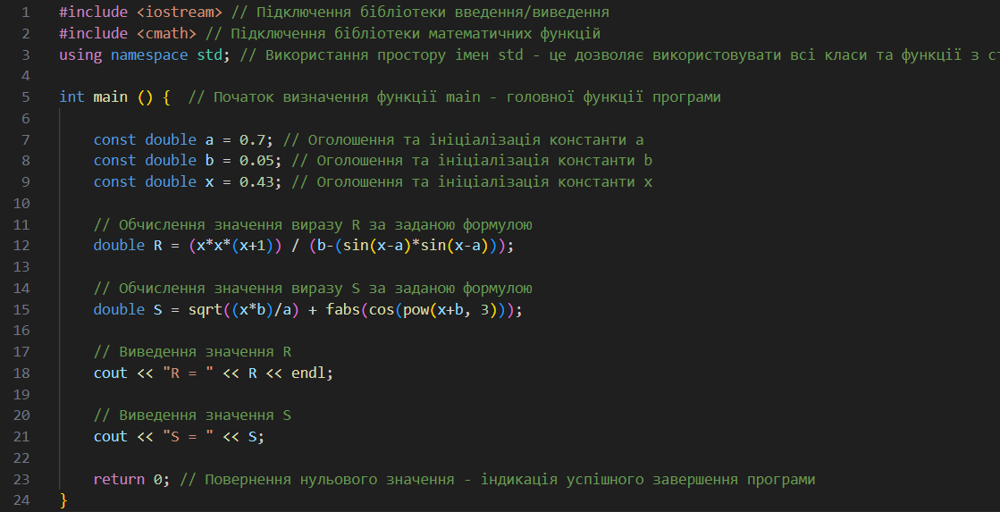 1 #include <iostream> // Підключення бібліотеки введення/виведення
2 #include <cmath> // Підключення бібліотеки математичних функцій
3 using namespace std; // Використання простору імен std - це дозволяє використовувати всі класи та функції з
4
5 int main () {  // Початок визначення функції main - головної функції програми
6
7     const double a = 0.7; // Оголошення та ініціалізація константи a
8     const double b = 0.05; // Оголошення та ініціалізація константи b
9     const double x = 0.43; // Оголошення та ініціалізація константи x
10
11     // Обчислення значення виразу R за заданою формулою
12     double R = (x*x*(x+1)) / (b-(sin(x-a)*sin(x-a)));
13
14     // Обчислення значення виразу S за заданою формулою
15     double S = sqrt((x*b)/a) + fabs(cos(pow(x+b, 3)));
16
17     // Виведення значення R
18     cout << "R = " << R << endl;
19
20     // Виведення значення S
21     cout << "S = " << S;
22
23     return 0; // Повернення нульового значення - індикація успішного завершення програми
24 }